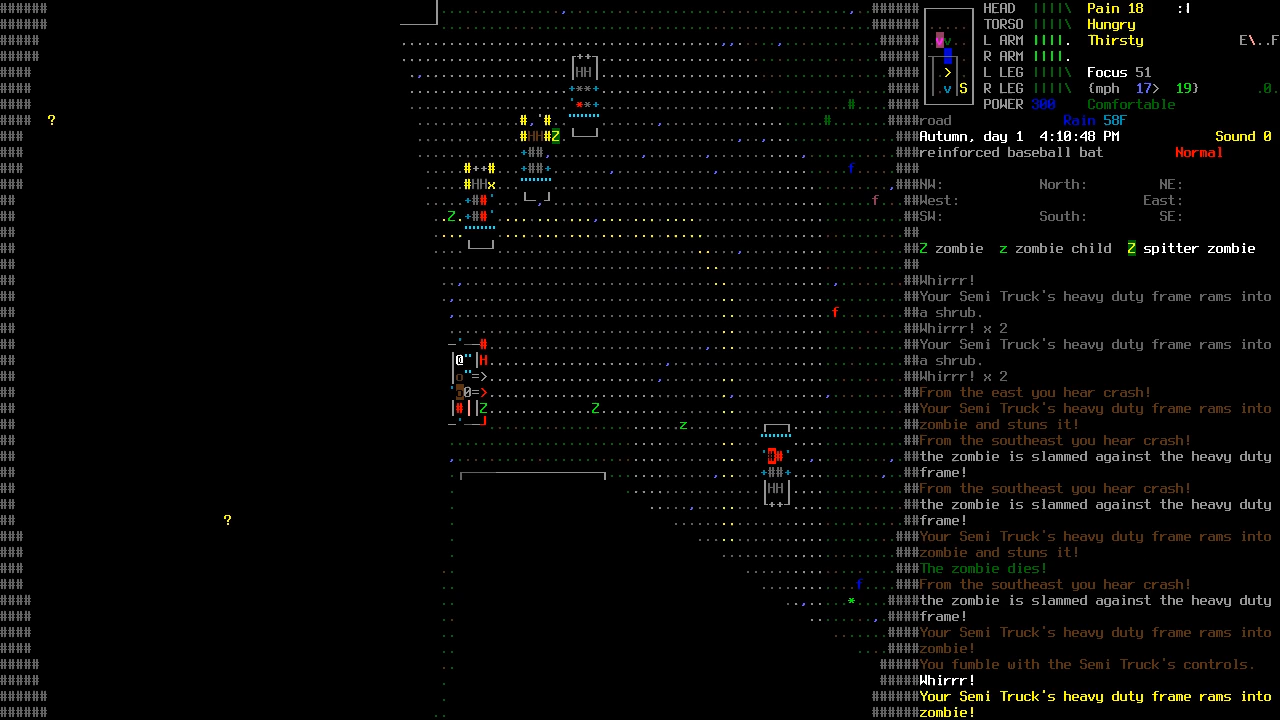 HEAD ||||\ Pain 18 :|
TORSO ||||\ Hungry
L ARM ||||. Thirsty E\..F
R ARM ||||.
L LEG ||||\ Focus 51
R LEG ||||\ {mph 17> 19} .0.
POWER 300 Comfortable
road Rain 58F
Autumn, day 1 4:10:48 PM Sound 0
reinforced baseball bat Normal
NW: North: NE:
West: East:
SW: South: SE:
Z zombie z zombie child Z spitter zombie
Whirrr!
Your Semi Truck's heavy duty frame rams into
a shrub.
Whirrr! x 2
Your Semi Truck's heavy duty frame rams into
a shrub.
Whirrr! x 2
From the east you hear crash!
Your Semi Truck's heavy duty frame rams into
zombie and stuns it!
From the southeast you hear crash!
the zombie is slammed against the heavy duty
frame!
From the southeast you hear crash!
the zombie is slammed against the heavy duty
frame!
Your Semi Truck's heavy duty frame rams into
zombie and stuns it!
The zombie dies!
From the southeast you hear crash!
the zombie is slammed against the heavy duty
frame!
Your Semi Truck's heavy duty frame rams into
zombie!
You fumble with the Semi Truck's controls.
Whirrr!
Your Semi Truck's heavy duty frame rams into
zombie!